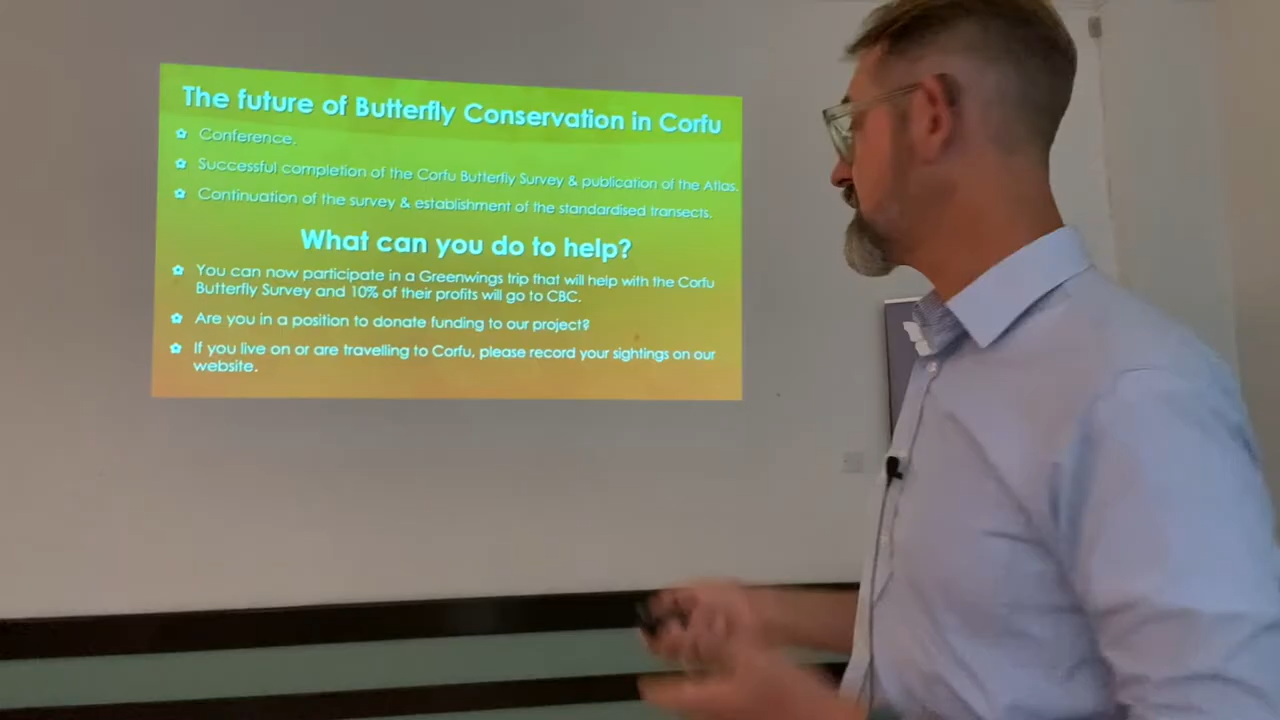 The future of Butterfly Conservation in Corfu
Conference.
Successful completion of the Corfu Butterfly Survey & publication of the Atlas.
Continuation of the survey & establishment of the standardised transects.
What can you do to help?
You can now participate in a Greenwings trip that will help with the Corfu
Butterfly Survey and 10% of their profits will go to CBC.
Are you in a position to donate funding to our project?
If you live on or are travelling to Corfu, please record your sightings on our
website.